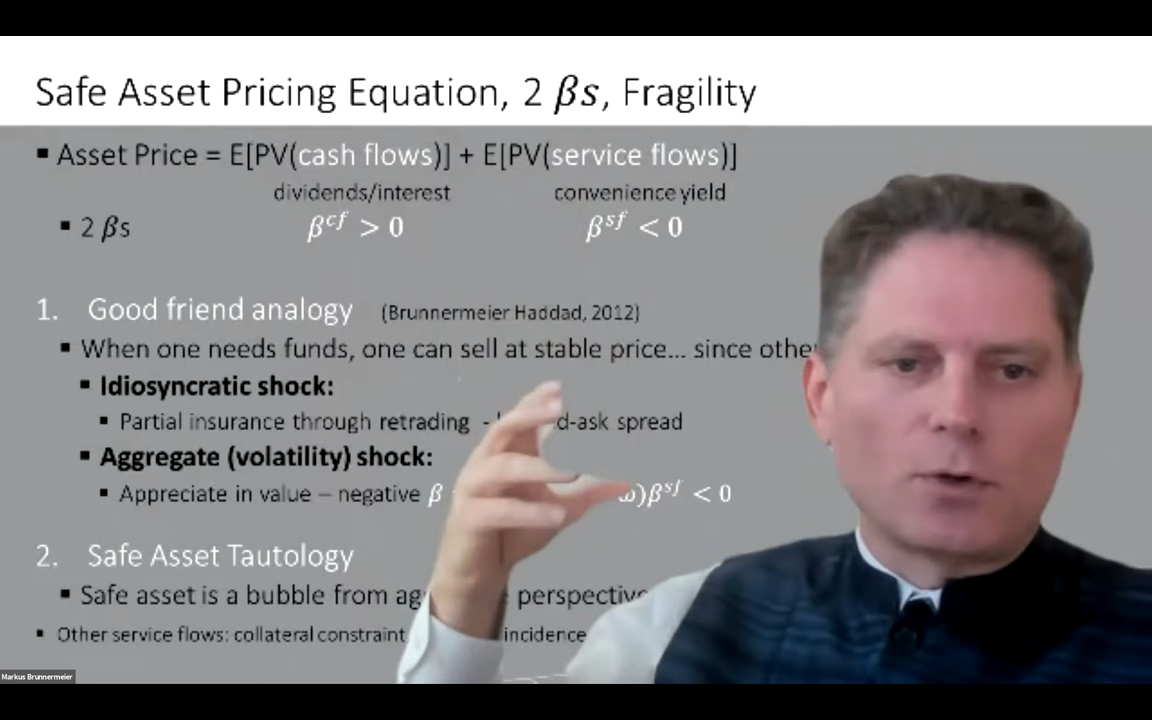 Safe Asset Pricing Equation, 2 βs, Fragility
▪ Asset Price = E[PV(cash flows)] + E[PV(service flows)]
dividends/interest convenience yield
▪ 2 βs β^{cf} > 0 β^{sf} < 0
1. Good friend analogy (Brunnermeier Haddad, 2012)
▪ When one needs funds, one can sell at stable price... since
▪ Idiosyncratic shock:
▪ Partial insurance through retrading - d-ask spread
▪ Aggregate (volatility) shock:
▪ Appreciate in value – negative β )β^{sf} < 0
2. Safe Asset Tautology
▪ Safe asset is a bubble from perspective
▪ Other service flows: collateral constraint incidence
Markus Brunnermeier